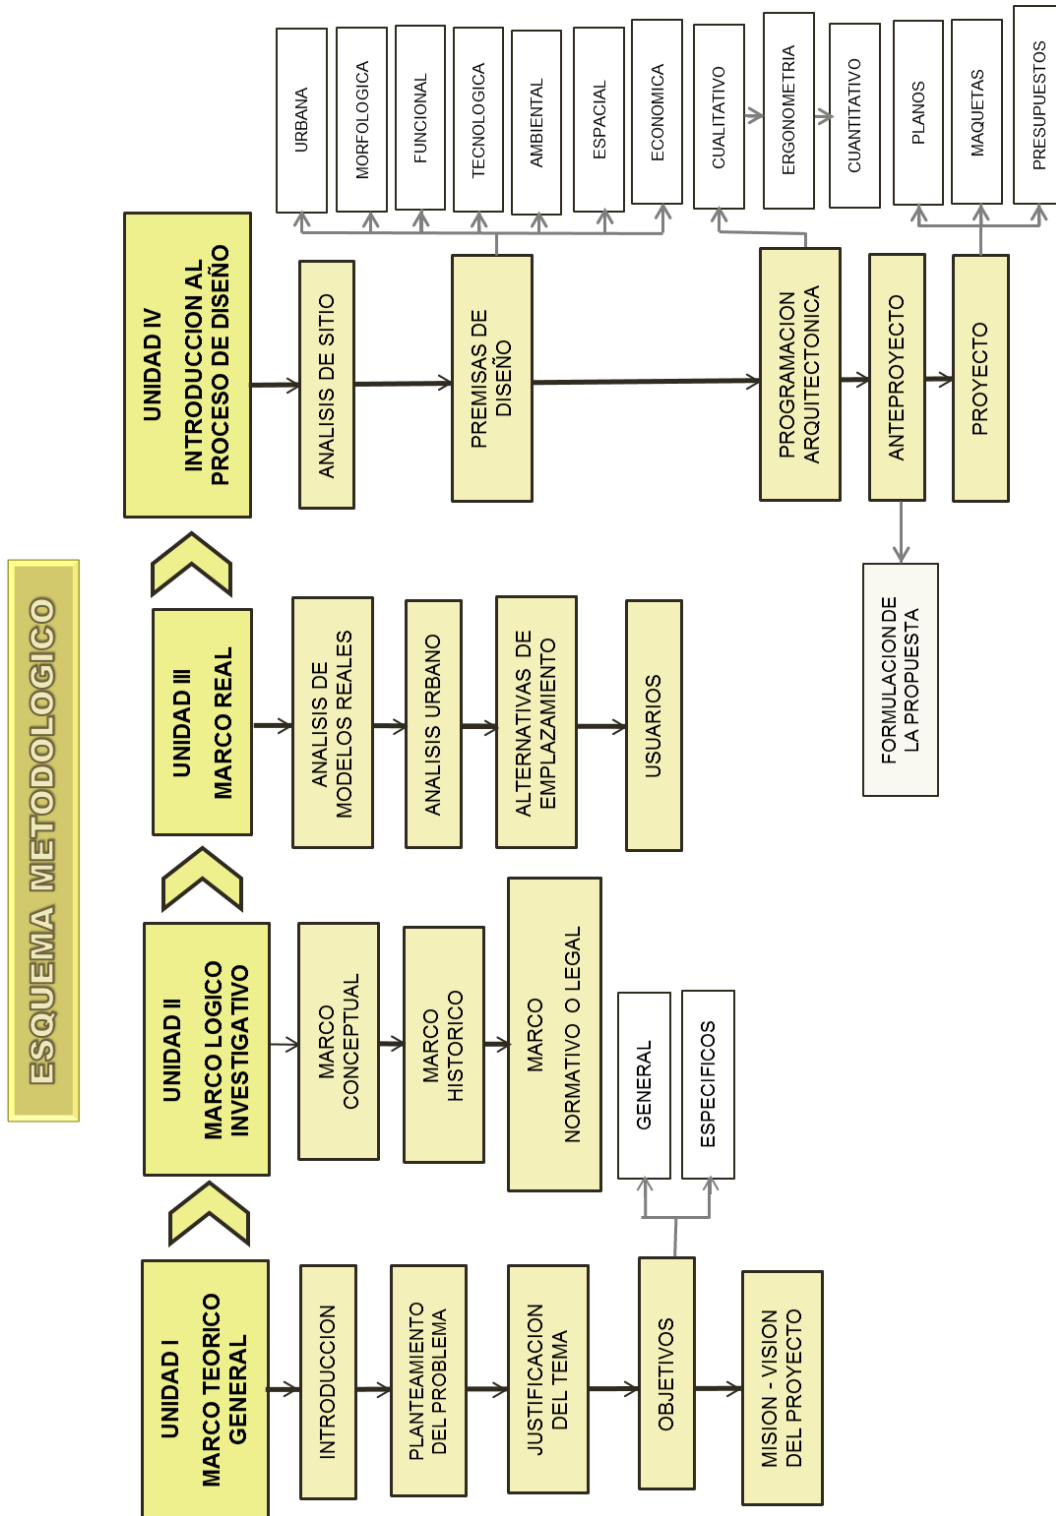 ESQUEMA METODOLOGICO
UNIDAD I
MARCO TEORICO
GENERAL
INTRODUCCION
PLANTEAMIENTO
DEL PROBLEMA
JUSTIFICACION
DEL TEMA
OBJETIVOS
GENERAL
ESPECIFICOS
MISION - VISION
DEL PROYECTO
UNIDAD II
MARCO LOGICO
INVESTIGATIVO
MARCO
CONCEPTUAL
MARCO
HISTORICO
MARCO
NORMATIVO O LEGAL
UNIDAD III
MARCO REAL
ANALISIS DE
MODELOS REALES
ANALISIS URBANO
ALTERNATIVAS DE
EMPLAZAMIENTO
USUARIOS
UNIDAD IV
INTRODUCCION AL
PROCESO DE DISEÑO
ANALISIS DE SITIO
PREMISAS DE
DISEÑO
URBANA
MORFOLOGICA
FUNCIONAL
TECNOLOGICA
AMBIENTAL
ESPACIAL
ECONOMICA
PROGRAMACION
ARQUITECTONICA
CUALITATIVO
ERGONOMETRIA
CUANTITATIVO
ANTEPROYECTO
FORMULACION DE
LA PROPUESTA
PROYECTO
PLANOS
MAQUETAS
PRESUPUESTOS